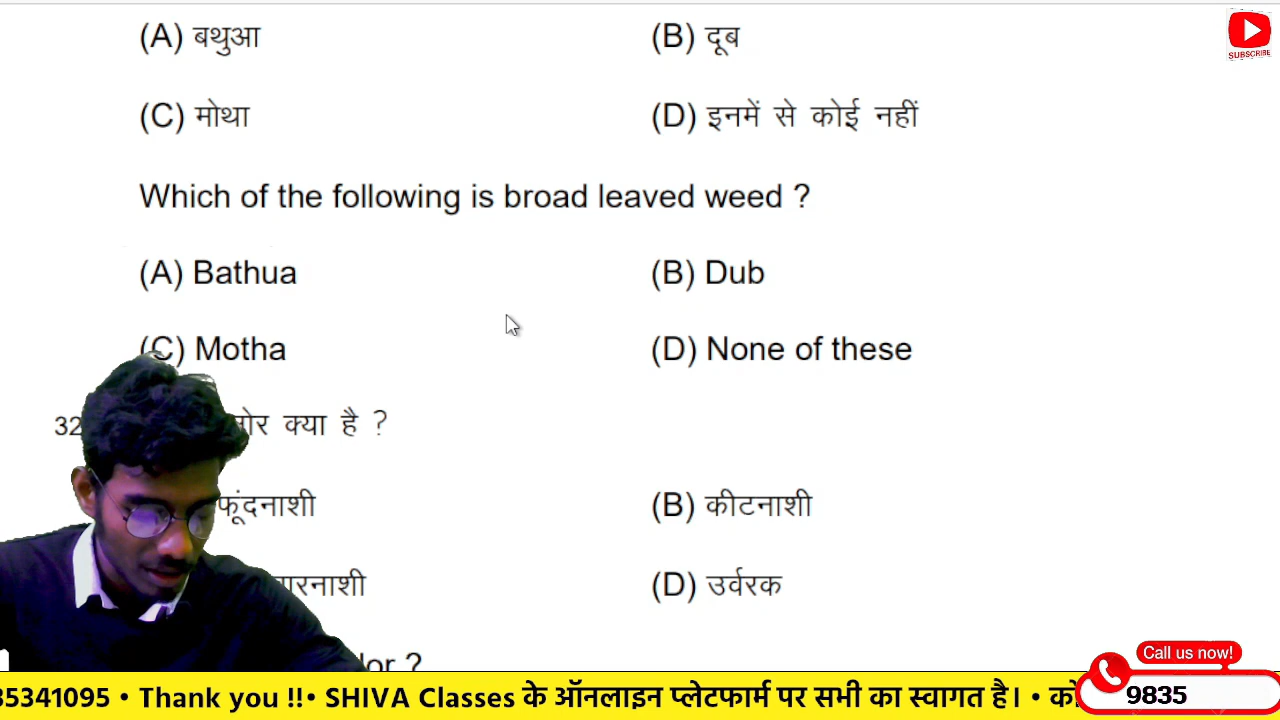 (A) बथुआ (B) दूब
SUBSCRIBE
(C) मोथा (D) इनमें से कोई नहीं
Which of the following is broad leaved weed ?
(A) Bathua (B) Dub
(C) Motha (D) None of these
32 क्या है ?
फूंदनाशी (B) कीटनाशी
(D) उर्वरक
?
Call us now!
35341095 • Thank you !!• SHIVA Classes के ऑनलाइन प्लेटफार्म पर सभी का स्वागत है। •
9835